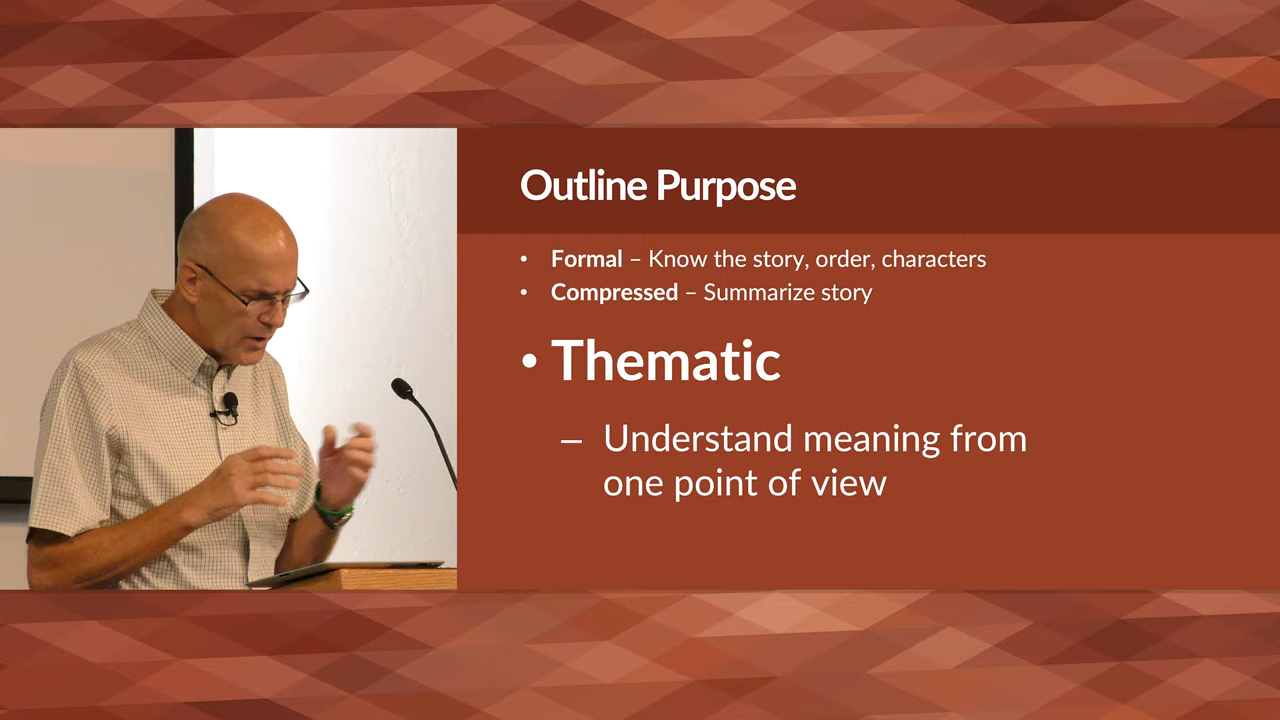 Outline Purpose
• Formal – Know the story, order, characters
• Compressed – Summarize story
• Thematic
– Understand meaning from
one point of view